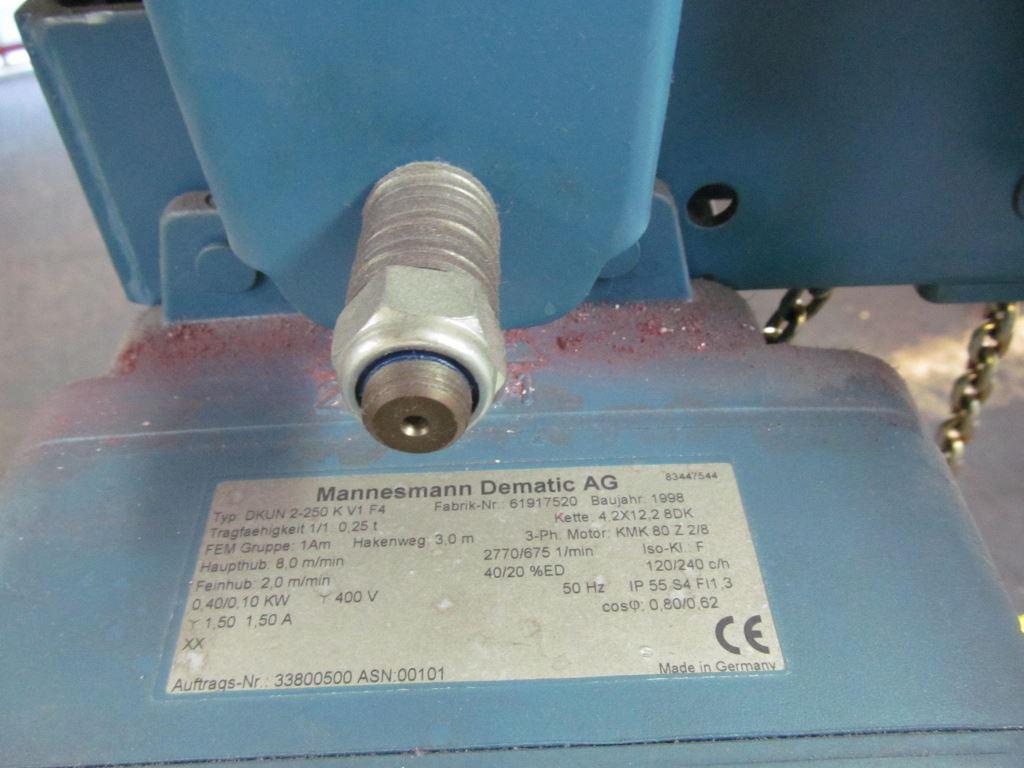 Mannesmann Dematic AG 83447544
Typ: DKUN 2-250 K V1 F4 Fabrik-Nr.: 61917520 Baujahr: 1998
Tragfaehigkeit 1/1: 0,25 t Kette: 4,2X12,2 8DK
FEM Gruppe: 1Am Hakenweg: 3,0 m 3-Ph. Motor: KMK 80 Z 2/8
Haupthub: 8,0 m/min 2770/675 1/min Iso-Kl.: F
Feinhub: 2,0 m/min 40/20 %ED 120/240 c/h
0,40/0,10 KW Y 400 V 50 Hz IP 55 S4 FI1,3
Y 1,50 1,50 A cosφ: 0,80/0,62
XX
CE
Auftrags-Nr.: 33800500 ASN:00101 Made in Germany